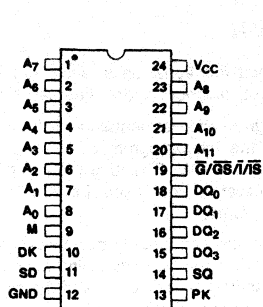 A7 1* 24 VCC
A6 2 23 A8
A5 3 22 A9
A4 4 21 A10
A3 5 20 A11
A2 6 19 G̅/G̅S̅/I̅/I̅S̅
A1 7 18 DQ0
A0 8 17 DQ1
M 9 16 DQ2
DK 10 15 DQ3
SD 11 14 SQ
GND 12 13 PK